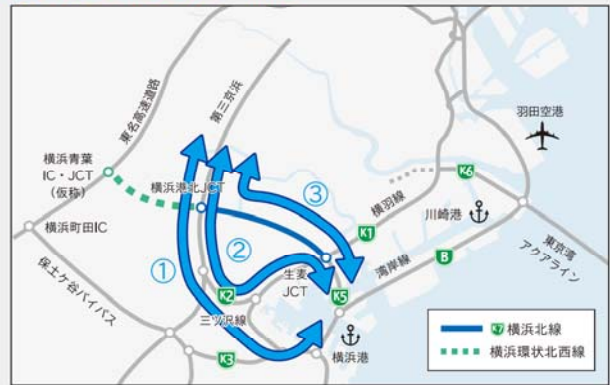 東名高速道路
第三京浜
羽田空港
横浜青葉
IC・JCT
(仮称)
横浜港北JCT
③
横羽線
K6
川崎港
K1
横浜町田IC
①
②
湾岸線
B
東京湾
アクアライン
保土ケ谷バイパス
K2
生麦
JCT
K5
三ツ沢線
K3
横浜港
K7 横浜北線
横浜環状北西線